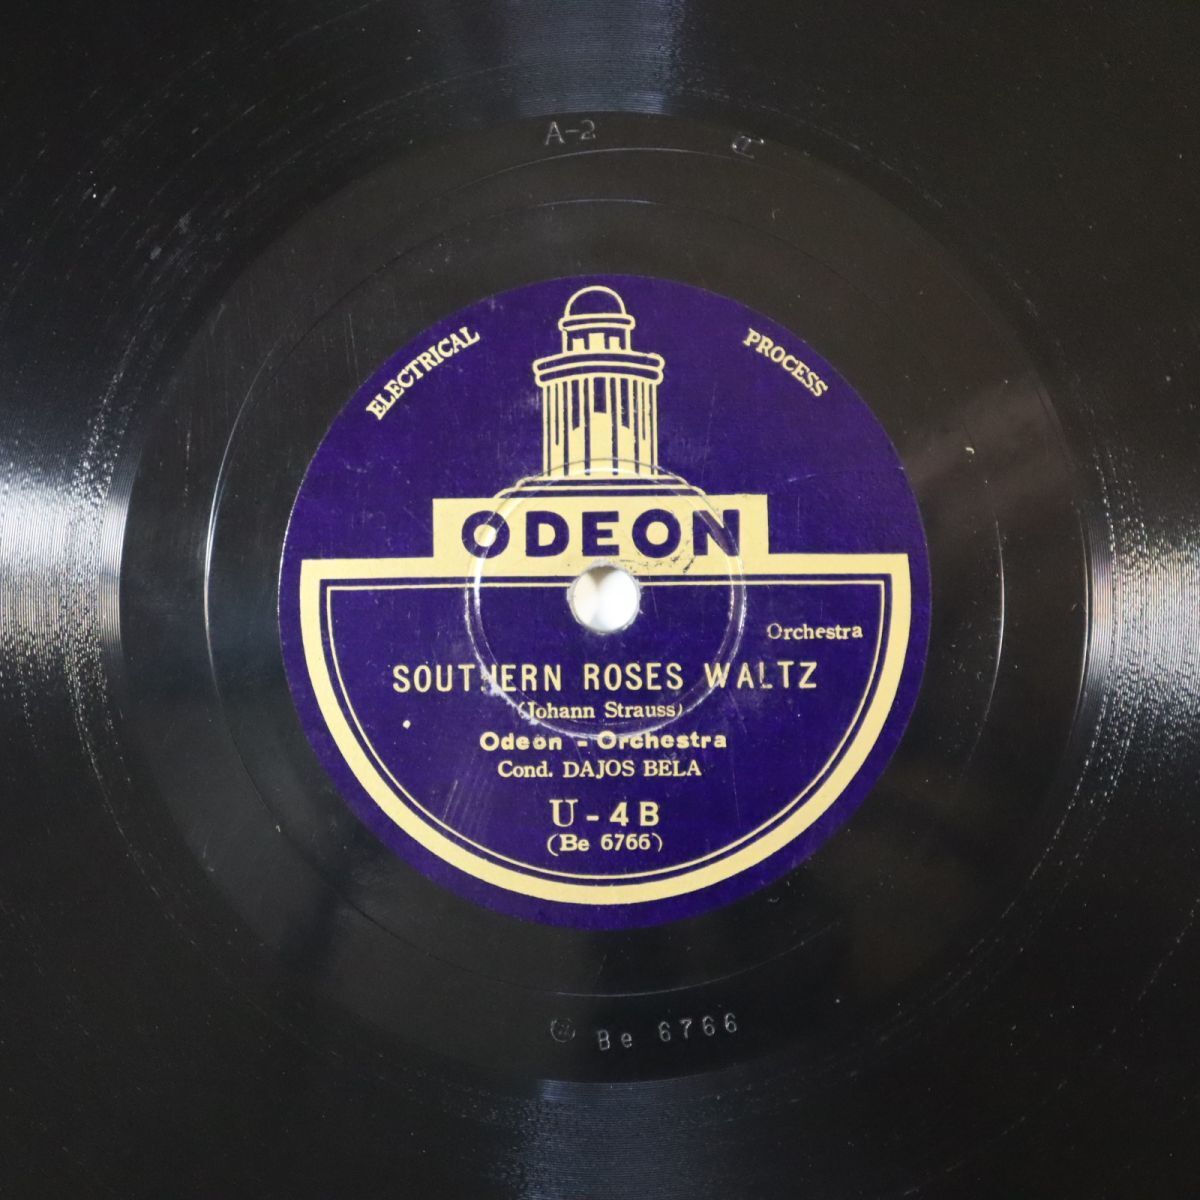 A-2
ELECTRICAL
PROCESS
ODEON
Orchestra
SOUTHERN ROSES WALTZ
(Johann Strauss)
Odeon - Orchestra
Cond. DAJOS BELA
U - 4 B
(Be 6766)
Be 6766